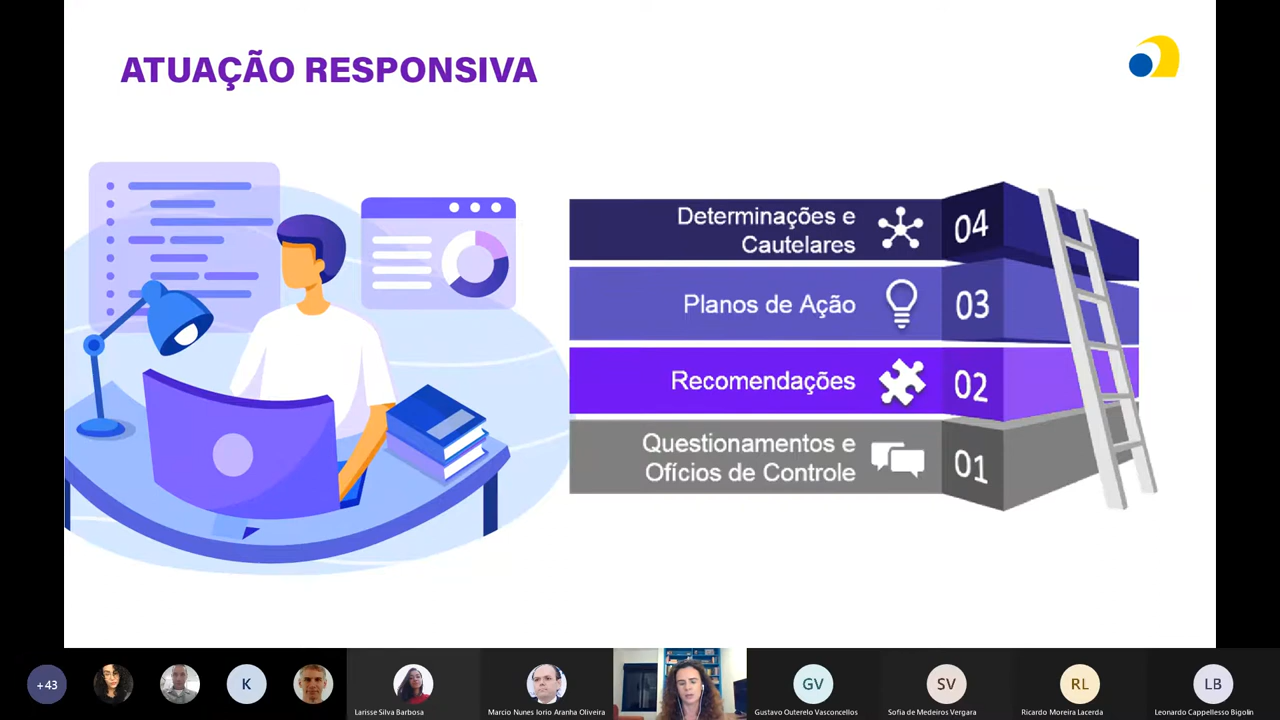 ATUAÇÃO RESPONSIVA
Determinações e
Cautelares
04
Planos de Ação
03
Recomendações
02
Questionamentos e
Ofícios de Controle
01
+43
K
Larisse Silva Barbosa
Marcio Nunes Iorio Aranha Oliveira
GV
Gustavo Outerelo Vasconcellos
SV
Sofia de Medeiros Vergara
RL
Ricardo Moreira Lacerda
LB
Leonardo Cappellesso Bigolin